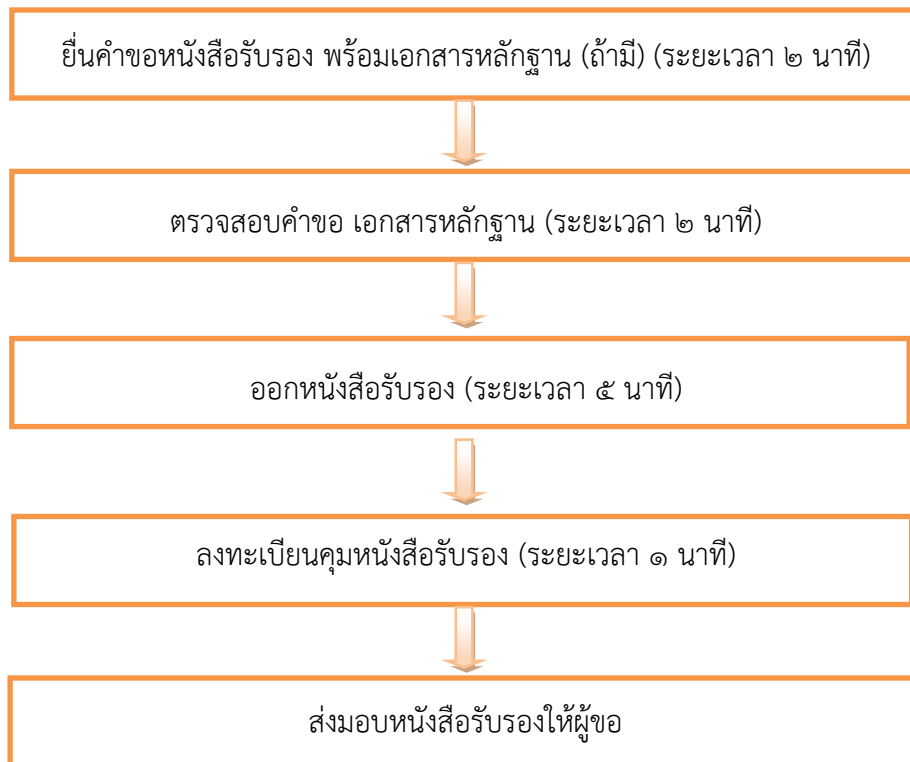 ยื่นคำขอหนังสือรับรอง พร้อมเอกสารหลักฐาน (ถ้ามี) (ระยะเวลา ๒ นาที)
ตรวจสอบคำขอ เอกสารหลักฐาน (ระยะเวลา ๒ นาที)
ออกหนังสือรับรอง (ระยะเวลา ๕ นาที)
ลงทะเบียนคุมหนังสือรับรอง (ระยะเวลา ๑ นาที)
ส่งมอบหนังสือรับรองให้ผู้ขอ